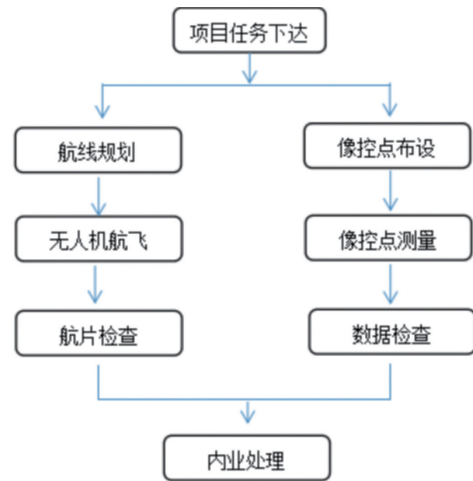 项目任务下达
航线规划
像控点布设
无人机航飞
像控点测量
航片检查
数据检查
内业处理